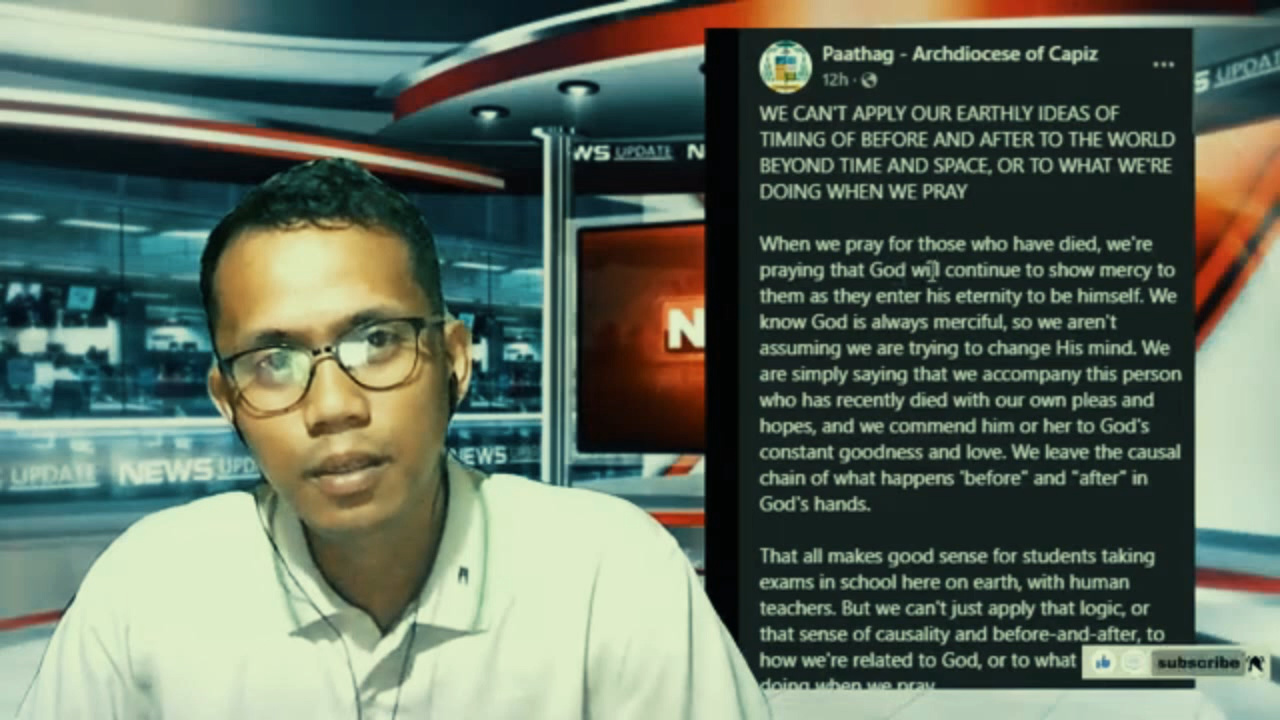 Paathag - Archdiocese of Capiz
12h
WE CAN'T APPLY OUR EARTHLY IDEAS OF
TIMING OF BEFORE AND AFTER TO THE WORLD
BEYOND TIME AND SPACE, OR TO WHAT WE'RE
DOING WHEN WE PRAY
When we pray for those who have died, we're
praying that God will continue to show mercy to
them as they enter his eternity to be himself. We
know God is always merciful, so we aren't
assuming we are trying to change His mind. We
are simply saying that we accompany this person
who has recently died with our own pleas and
hopes, and we commend him or her to God's
constant goodness and love. We leave the causal
chain of what happens "before" and "after" in
God's hands.
That all makes good sense for students taking
exams in school here on earth, with human
teachers. But we can't just apply that logic, or
that sense of causality and before-and-after, to
how we're related to God, or to what
doing when we pray
subscribe
WS UPDATE N
S UPDAT
N
UPDATE NEWS UPD
NEWS